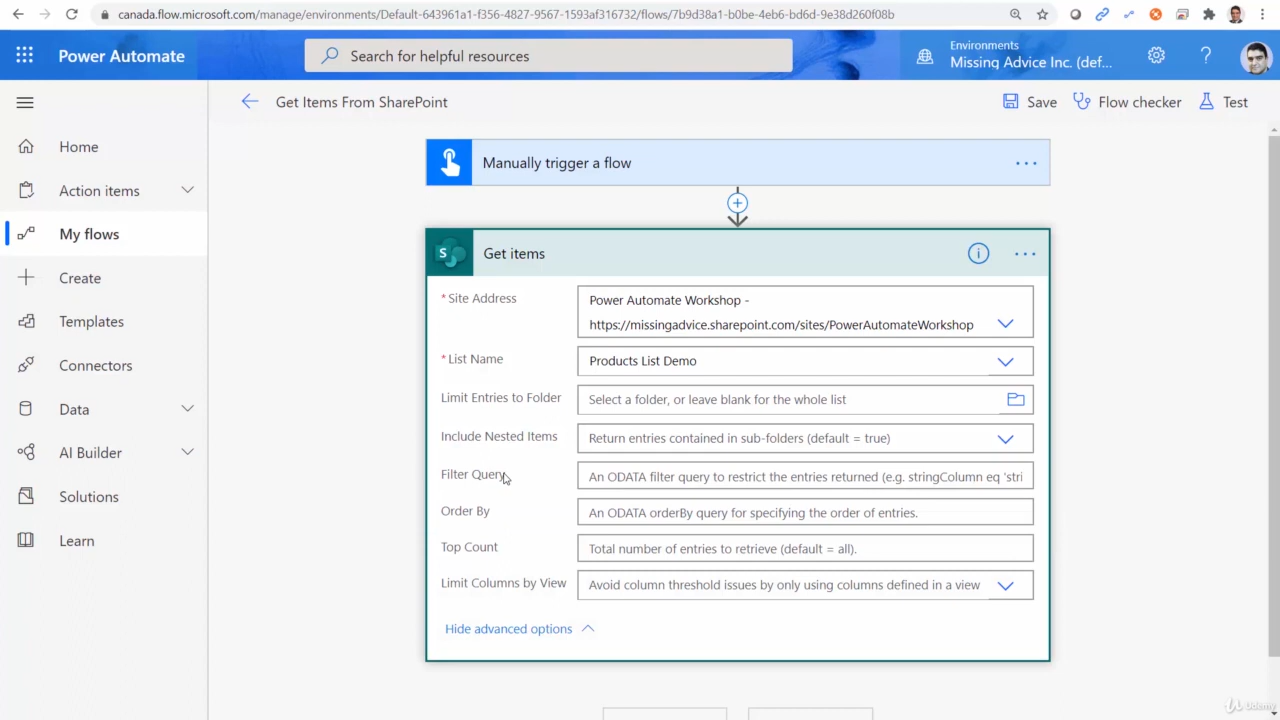 canada.flow.microsoft.com/manage/environments/Default-643961a1-f356-4827-9567-1593af316732/flows/7b9d38a1-b0be-4eb6-bd6d-9e38d260f08b
Power Automate
Search for helpful resources
Environments
Missing Advice Inc. (def...
?
Get Items From SharePoint
Save
Flow checker
Test
Home
Action items
My flows
Create
Templates
Connectors
Data
AI Builder
Solutions
Learn
Manually trigger a flow
S
Get items
i
* Site Address
Power Automate Workshop -
https://missingadvice.sharepoint.com/sites/PowerAutomateWorkshop
* List Name
Products List Demo
Limit Entries to Folder
Select a folder, or leave blank for the whole list
Include Nested Items
Return entries contained in sub-folders (default = true)
Filter Query
An ODATA filter query to restrict the entries returned (e.g. stringColumn eq 'stri
Order By
An ODATA orderBy query for specifying the order of entries.
Top Count
Total number of entries to retrieve (default = all).
Limit Columns by View
Avoid column threshold issues by only using columns defined in a view
Hide advanced options
Udemy